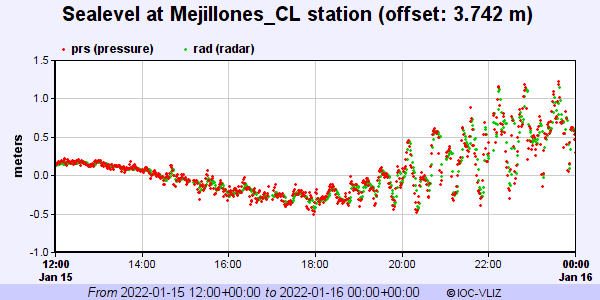 Sealevel at Mejillones_CL station (offset: 3.742 m)
prs (pressure) rad (radar)
meters
1.5
1.0
0.5
0.0
-0.5
-1.0
12:00 14:00 16:00 18:00 20:00 22:00 00:00
Jan 15 Jan 16
From 2022-01-15 12:00+00:00 to 2022-01-16 00:00+00:00 © IOC-VLIZ